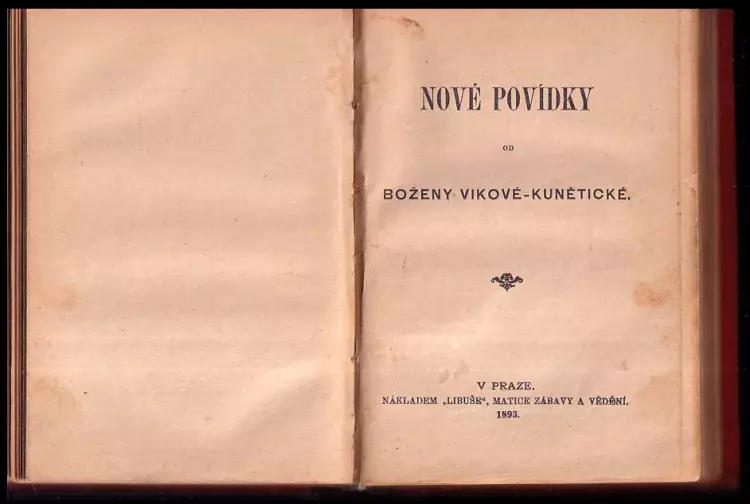 NOVÉ POVÍDKY
OD
BOŽENY VIKOVÉ-KUNĚTICKÉ.
V PRAZE.
NÁKLADEM „LIBUŠE“, MATICE ZÁBAVY A VĚDĚNÍ.
1893.